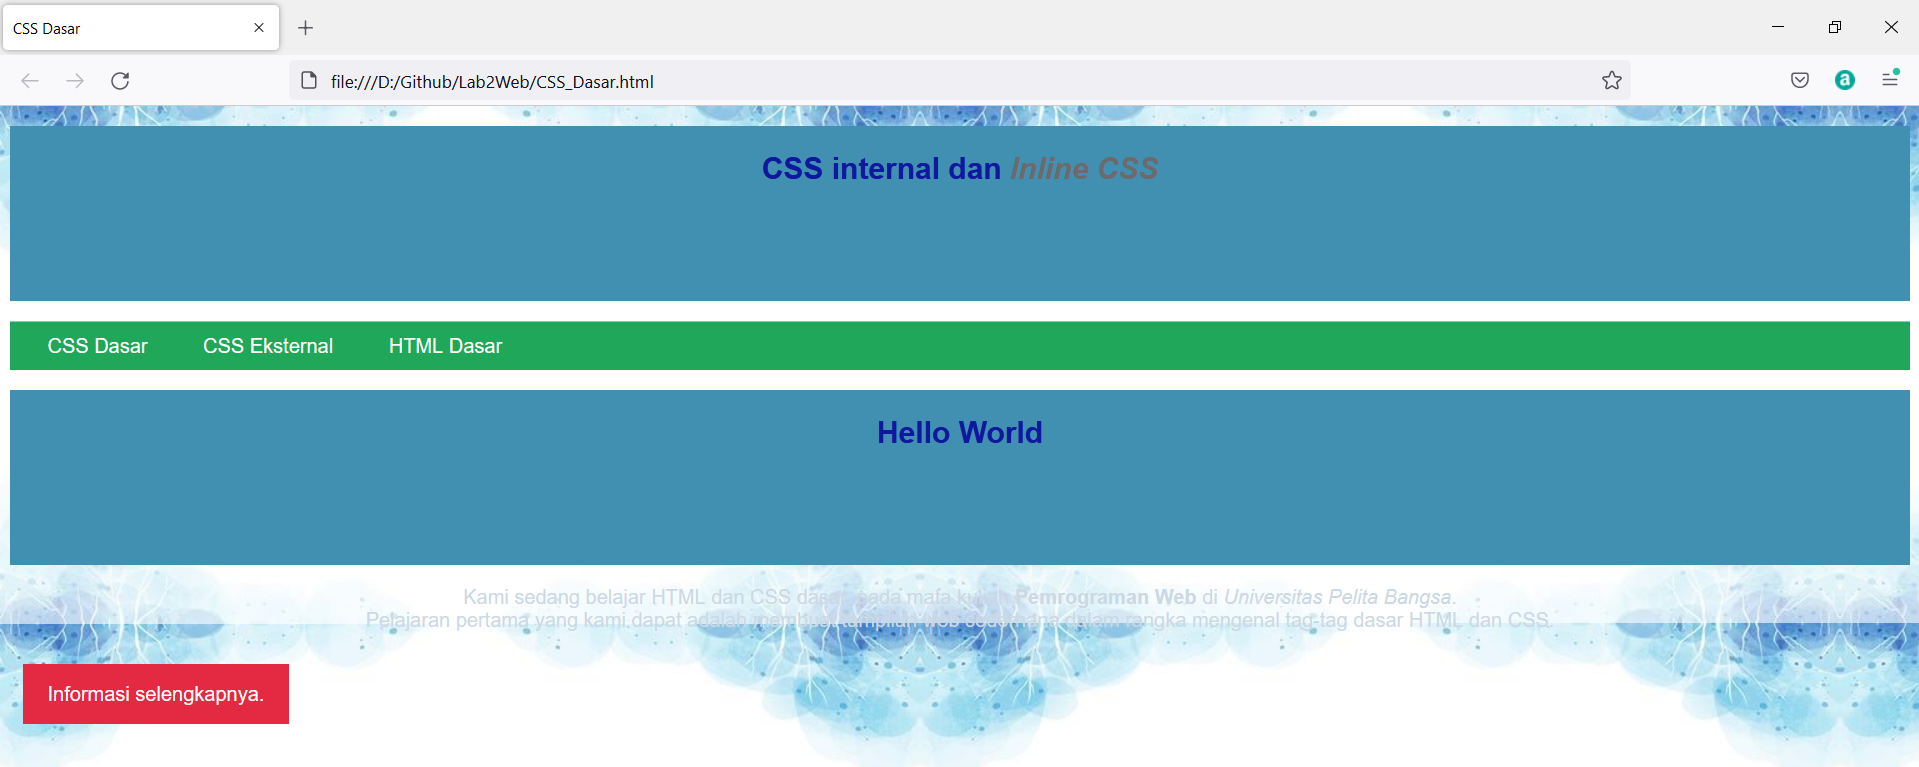 CSS Dasar
file:///D:/Github/Lab2Web/CSS_Dasar.html
CSS internal dan Inline CSS
CSS Dasar CSS Eksternal HTML Dasar
Hello World
Kami sedang belajar HTML dan CSS dasar pada mata kuliah Pemrograman Web di Universitas Pelita Bangsa.
Pelajaran pertama yang kami dapat adalah membuat tampilan web sederhana dalam rangka mengenal tag-tag dasar HTML dan CSS.
Informasi selengkapnya.